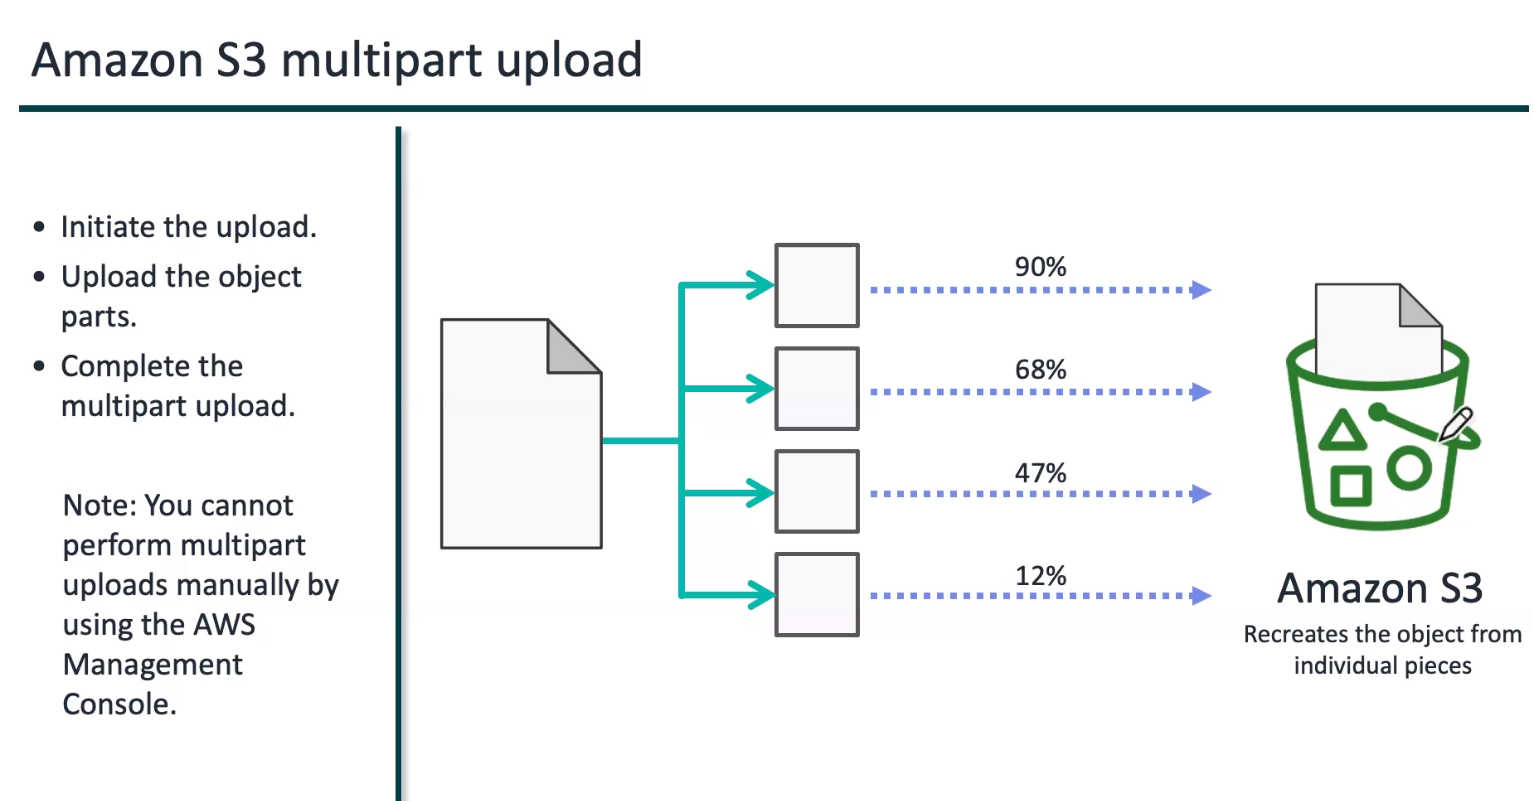 Amazon S3 multipart upload
• Initiate the upload.
• Upload the object
parts.
• Complete the
multipart upload.
Note: You cannot
perform multipart
uploads manually by
using the AWS
Management
Console.
90%
68%
47%
12%
Amazon S3
Recreates the object from
individual pieces